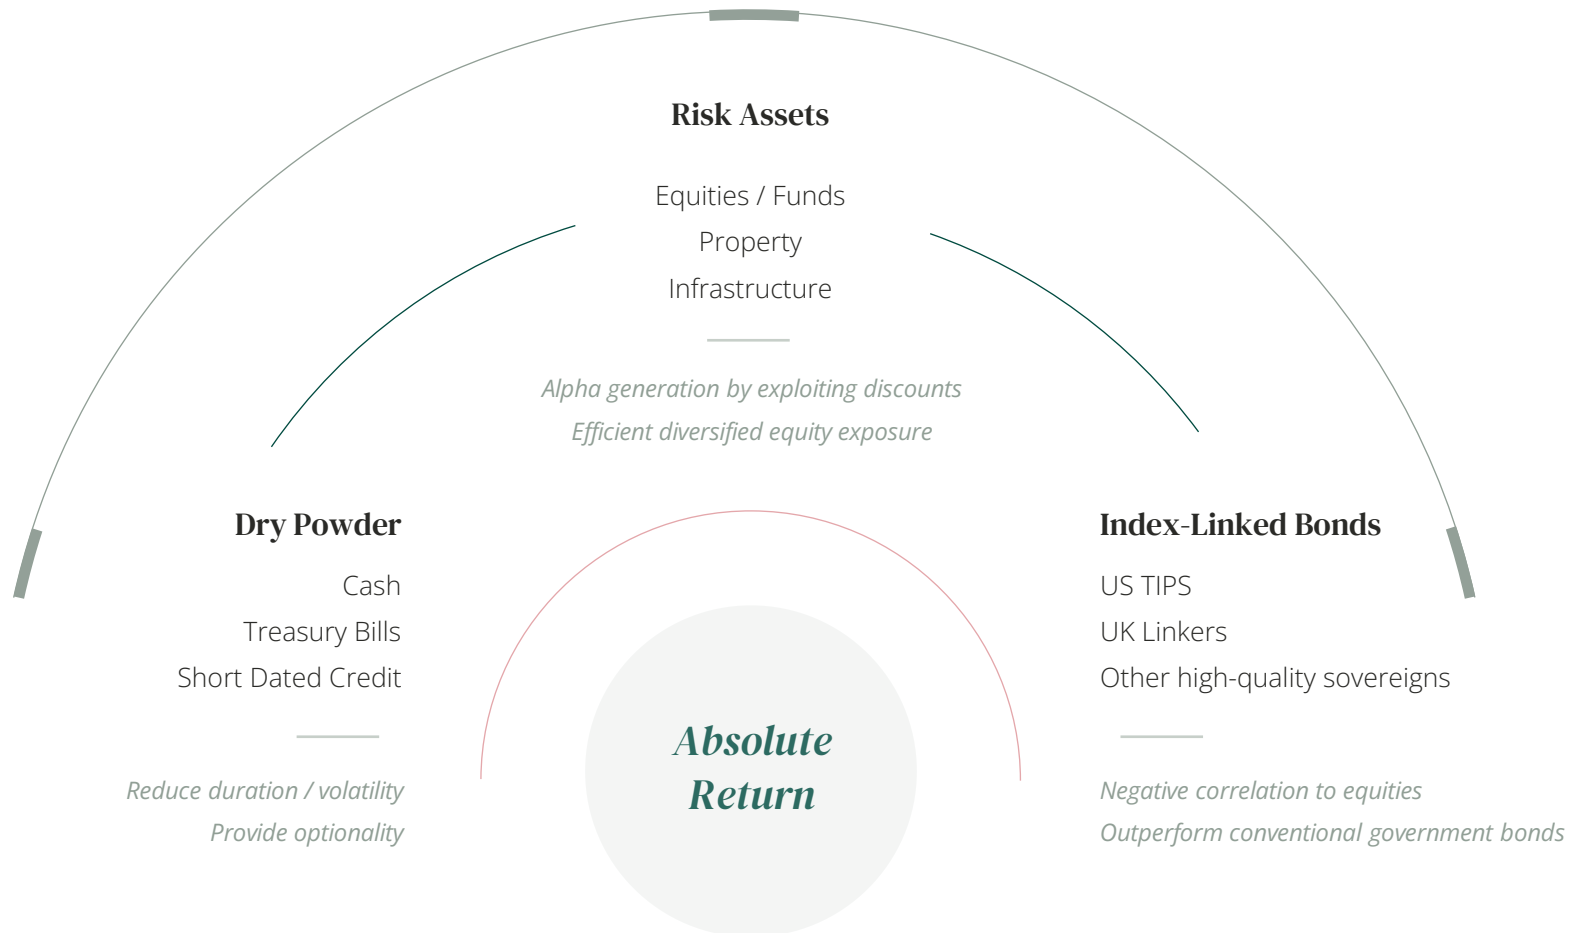 Risk Assets
Equities / Funds
Property
Infrastructure
Alpha generation by exploiting discounts
Efficient diversified equity exposure
Dry Powder
Cash
Treasury Bills
Short Dated Credit
Reduce duration / volatility
Provide optionality
Absolute
Return
Index-Linked Bonds
US TIPS
UK Linkers
Other high-quality sovereigns
Negative correlation to equities
Outperform conventional government bonds